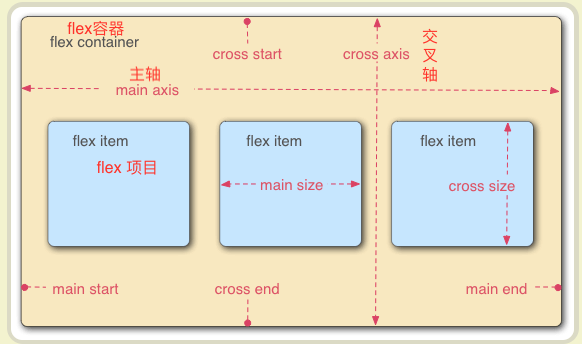 flex容器
flex container
cross start
cross axis
交叉轴
主轴
main axis
flex item
flex item
flex item
flex 项目
main size
cross size
main start
cross end
main end